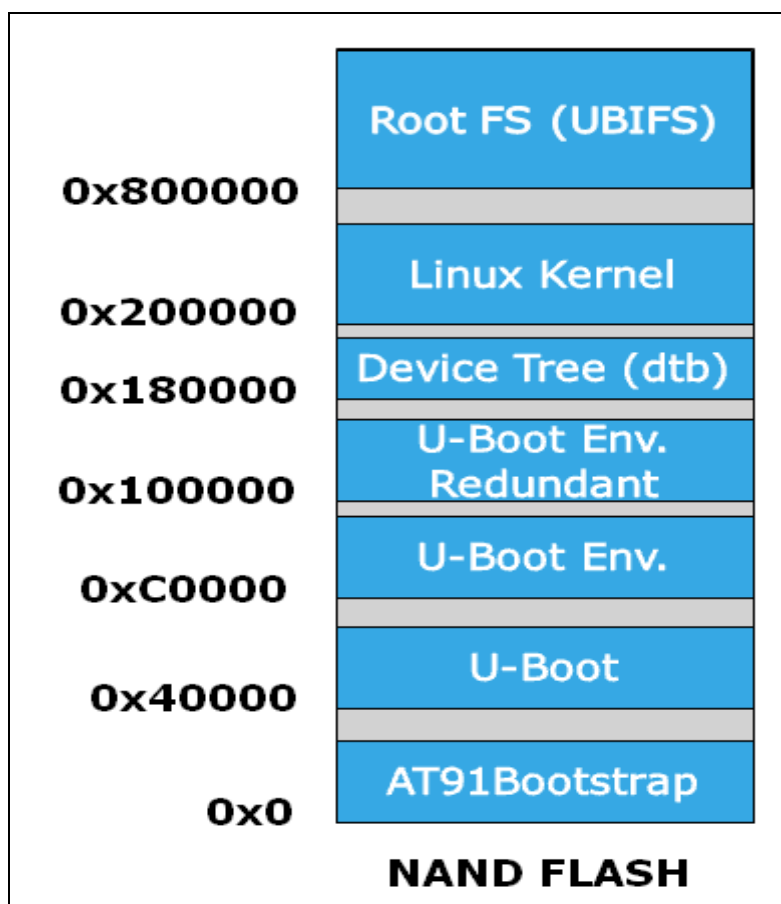 Root FS (UBIFS)
0x800000
Linux Kernel
0x200000
Device Tree (dtb)
0x180000
U-Boot Env.
Redundant
0x100000
U-Boot Env.
0xC0000
U-Boot
0x40000
AT91Bootstrap
0x0
NAND FLASH